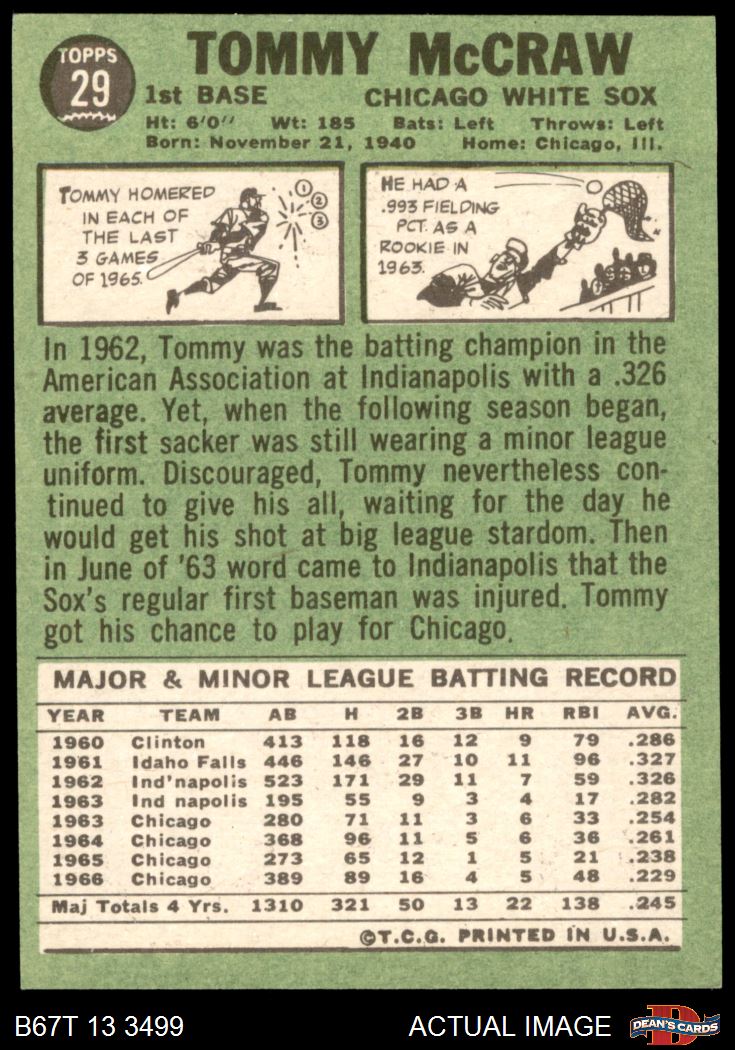 TOPPS
29
TOMMY McCRAW
1st BASE CHICAGO WHITE SOX
Ht: 6'0" Wt: 185 Bats: Left Throws: Left
Born: November 21, 1940 Home: Chicago, Ill.
TOMMY HOMERED
IN EACH OF
THE LAST
3 GAMES
OF 1965.
1
2
3
HE HAD A
.993 FIELDING
PCT. AS A
ROOKIE IN
1963.
In 1962, Tommy was the batting champion in the
American Association at Indianapolis with a .326
average. Yet, when the following season began,
the first sacker was still wearing a minor league
uniform. Discouraged, Tommy nevertheless con-
tinued to give his all, waiting for the day he
would get his shot at big league stardom. Then
in June of '63 word came to Indianapolis that the
Sox's regular first baseman was injured. Tommy
got his chance to play for Chicago.
MAJOR & MINOR LEAGUE BATTING RECORD
YEAR TEAM AB H 2B 3B HR RBI AVG.
1960 Clinton 413 118 16 12 9 79 .286
1961 Idaho Falls 446 146 27 10 11 96 .327
1962 Ind'napolis 523 171 29 11 7 59 .326
1963 Ind napolis 195 55 9 3 4 17 .282
1963 Chicago 280 71 11 3 6 33 .254
1964 Chicago 368 96 11 5 6 36 .261
1965 Chicago 273 65 12 1 5 21 .238
1966 Chicago 389 89 16 4 5 48 .229
Maj Totals 4 Yrs. 1310 321 50 13 22 138 .245
©T.C.G. PRINTED IN U.S.A.
B67T 13 3499 ACTUAL IMAGE
DEAN'S CARDS